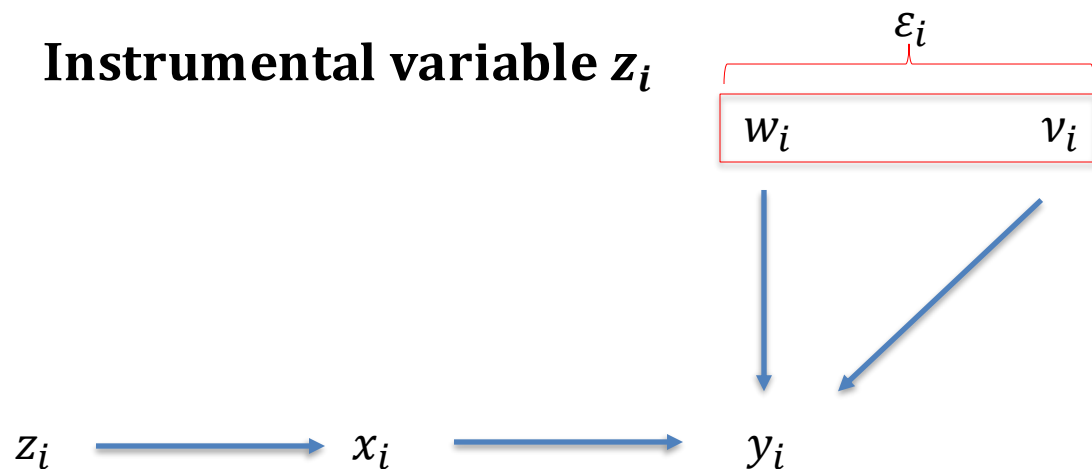 εᵢ
Instrumental variable zᵢ
wᵢ νᵢ
zᵢ xᵢ yᵢ